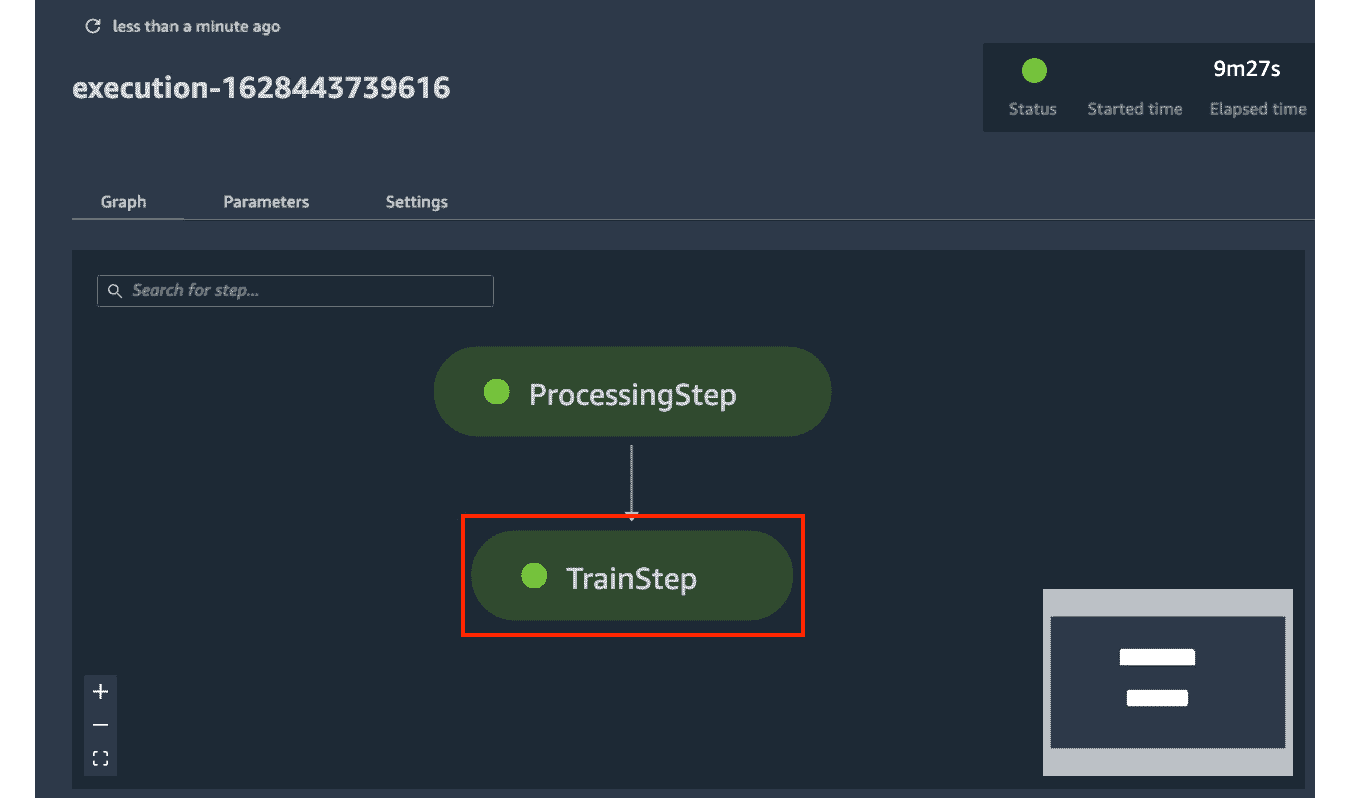 less than a minute ago
execution-1628443739616
9m27s
Status Started time Elapsed time
Graph Parameters Settings
Search for step...
ProcessingStep
TrainStep